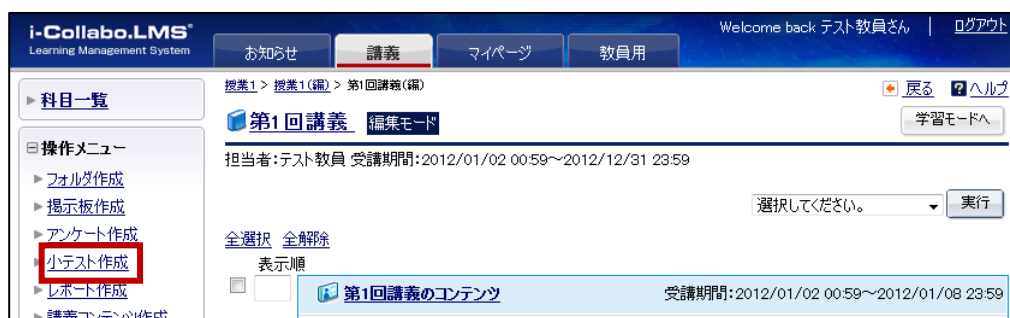 i-Collabo.LMS
Learning Management System
Welcome back テスト教員さん | ログアウト
お知らせ 講義 マイページ 教員用
科目一覧
操作メニュー
フォルダ作成
掲示板作成
アンケート作成
小テスト作成
レポート作成
講義コンテンツ作成
授業1 > 授業1(編) > 第1回講義(編)
戻る ? ヘルプ
第1回講義 編集モード
学習モードへ
担当者:テスト教員 受講期間:2012/01/02 00:59～2012/12/31 23:59
選択してください。 実行
全選択 全解除
表示順
第1回講義のコンテンツ 受講期間:2012/01/02 00:59～2012/01/08 23:59